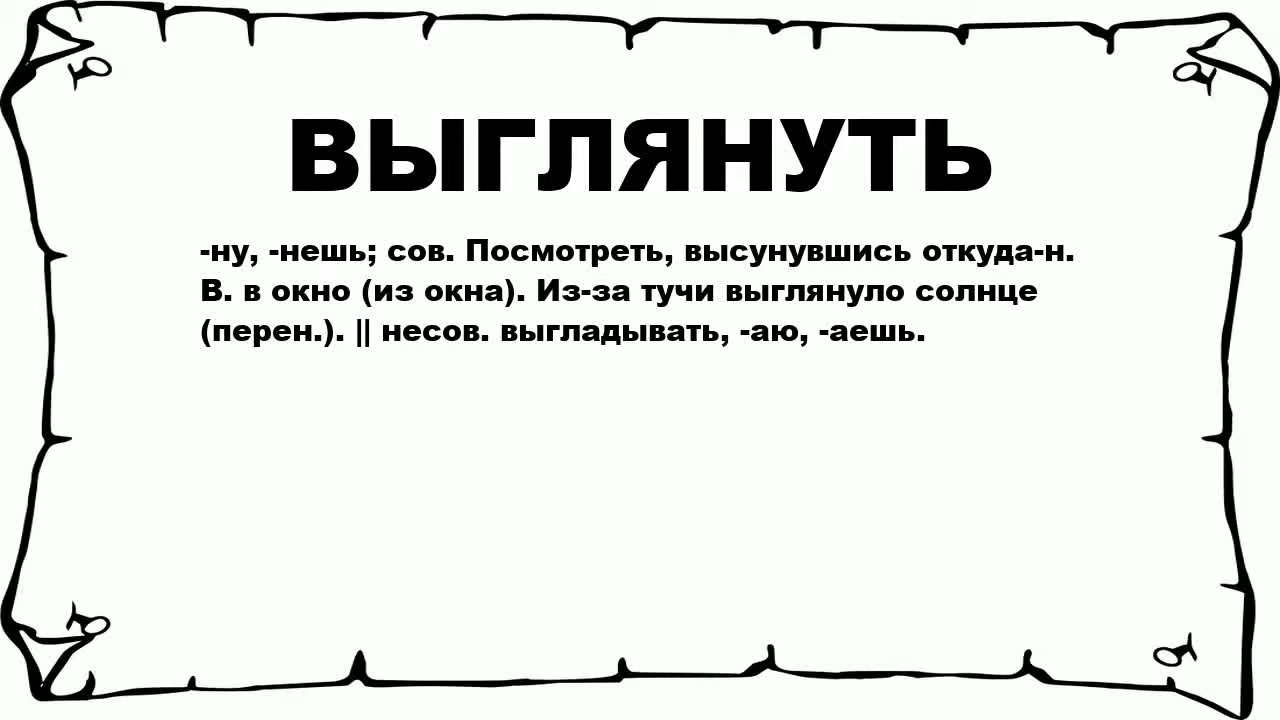 ВЫГЛЯНУТЬ
-ну, -нешь; сов. Посмотреть, высунувшись откуда-н.
В. в окно (из окна). Из-за тучи выглянуло солнце
(перен.). || несов. выгладывать, -аю, -аешь.